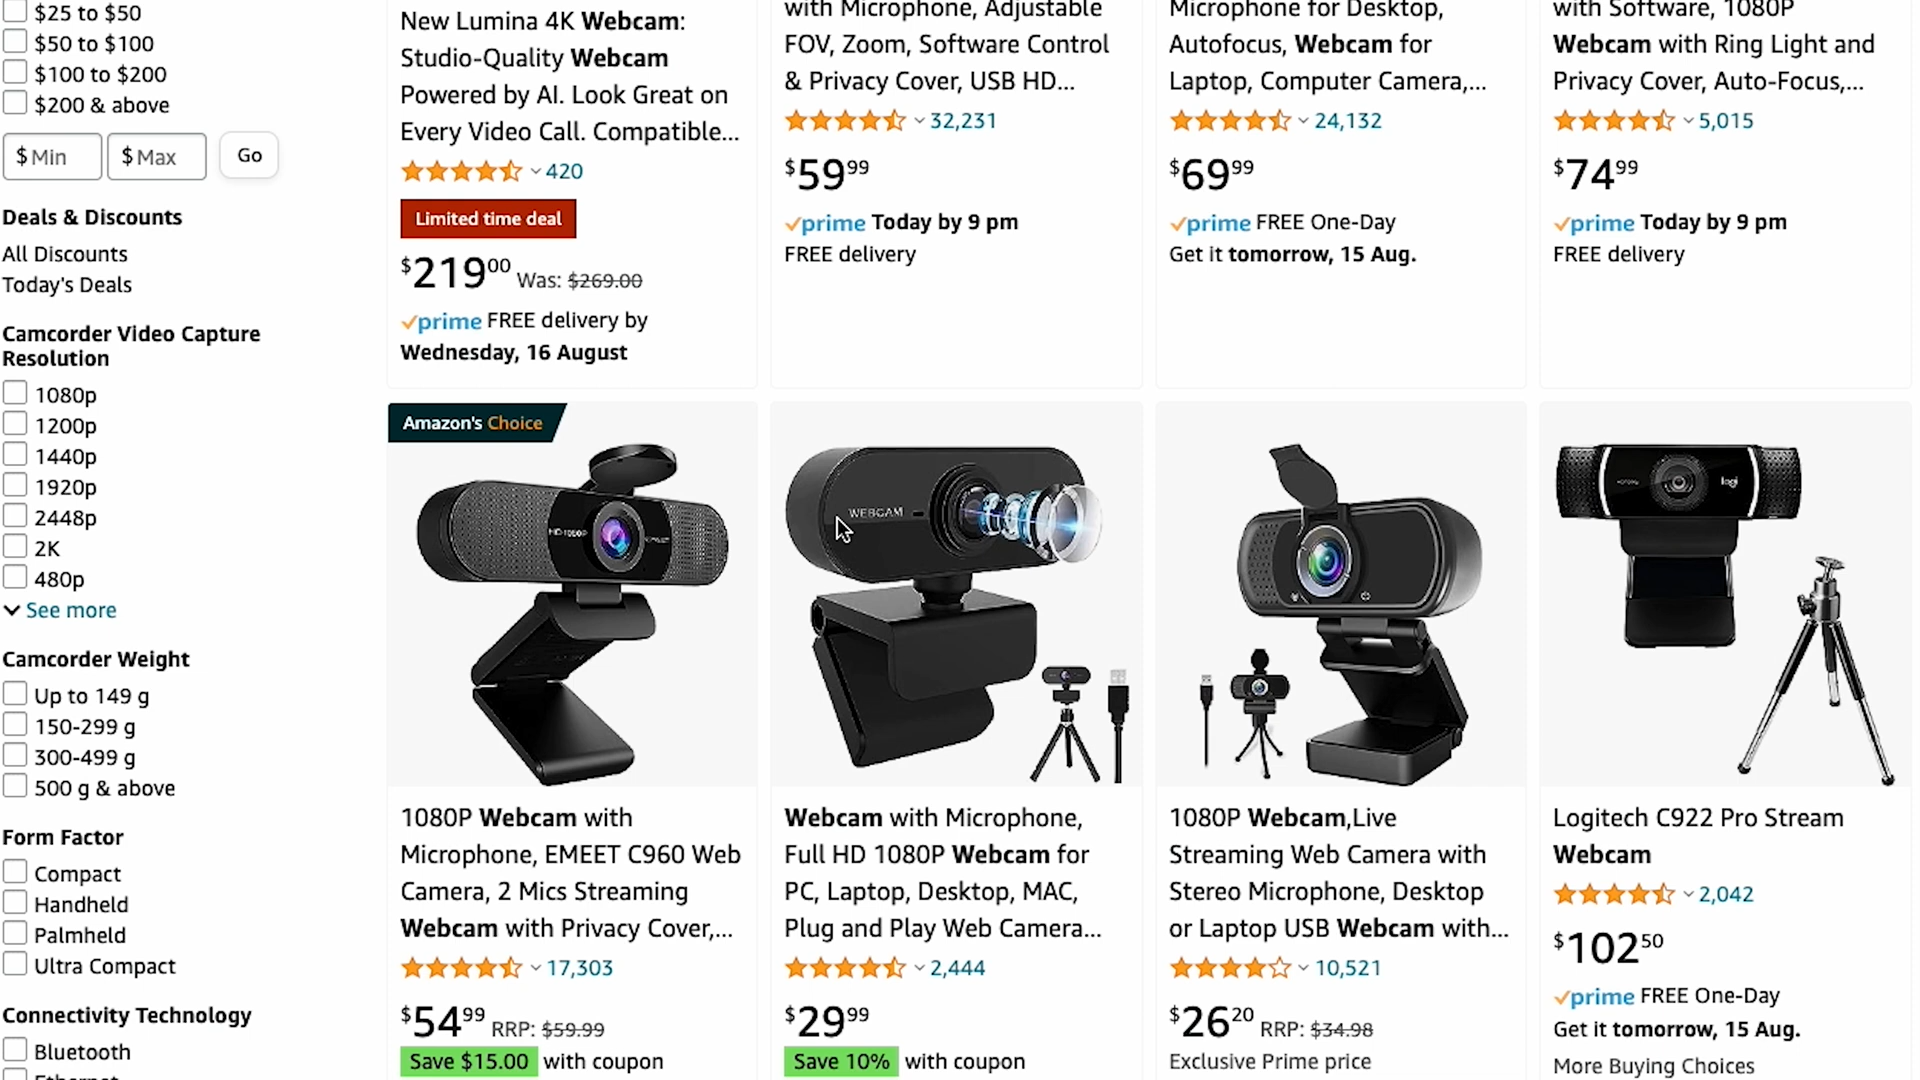 $25 to $50
$50 to $100
$100 to $200
$200 & above
$ Min
$ Max
Go
Deals & Discounts
All Discounts
Today's Deals
Camcorder Video Capture
Resolution
1080p
1200p
1440p
1920p
2448p
2K
480p
See more
Camcorder Weight
Up to 149 g
150-299 g
300-499 g
500 g & above
Form Factor
Compact
Handheld
Palmheld
Ultra Compact
Connectivity Technology
Bluetooth
Ethernet
New Lumina 4K Webcam:
Studio-Quality Webcam
Powered by AI. Look Great on
Every Video Call. Compatible...
420
Limited time deal
$219.00 Was: $269.00
prime FREE delivery by
Wednesday, 16 August
with Microphone, Adjustable
FOV, Zoom, Software Control
& Privacy Cover, USB HD...
32,231
$59.99
prime Today by 9 pm
FREE delivery
Microphone for Desktop,
Autofocus, Webcam for
Laptop, Computer Camera,...
24,132
$69.99
prime FREE One-Day
Get it tomorrow, 15 Aug.
with Software, 1080P
Webcam with Ring Light and
Privacy Cover, Auto-Focus,...
5,015
$74.99
prime Today by 9 pm
FREE delivery
Amazon's Choice
HD 1080P
1080P Webcam with
Microphone, EMEET C960 Web
Camera, 2 Mics Streaming
Webcam with Privacy Cover,...
17,303
$54.99 RRP: $59.99
Save $15.00 with coupon
WEBCAM
Webcam with Microphone,
Full HD 1080P Webcam for
PC, Laptop, Desktop, MAC,
Plug and Play Web Camera...
2,444
$29.99
Save 10% with coupon
1080P Webcam,Live
Streaming Web Camera with
Stereo Microphone, Desktop
or Laptop USB Webcam with...
10,521
$26.20 RRP: $34.98
Exclusive Prime price
logi
Logitech C922 Pro Stream
Webcam
2,042
$102.50
prime FREE One-Day
Get it tomorrow, 15 Aug.
More Buying Choices